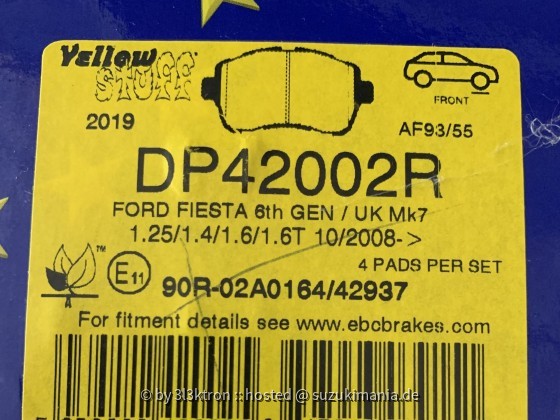 Yellow
STUFF
FRONT
2019
AF93/55
DP42002R
FORD FIESTA 6th GEN / UK Mk7
1.25/1.4/1.6/1.6T 10/2008->
4 PADS PER SET
TM
E11
90R-02A0164/42937
For fitment details see www.ebcbrakes.com
© by 3l3ktron :: hosted @ suzukimania.de